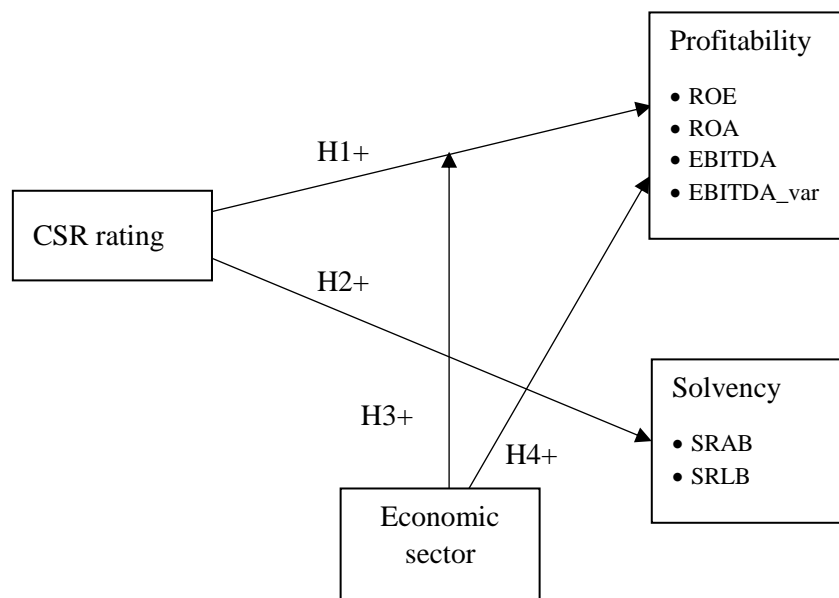 Profitability
• ROE
• ROA
• EBITDA
• EBITDA_var
H1+
CSR rating
H2+
Solvency
• SRAB
• SRLB
H3+
H4+
Economic
sector